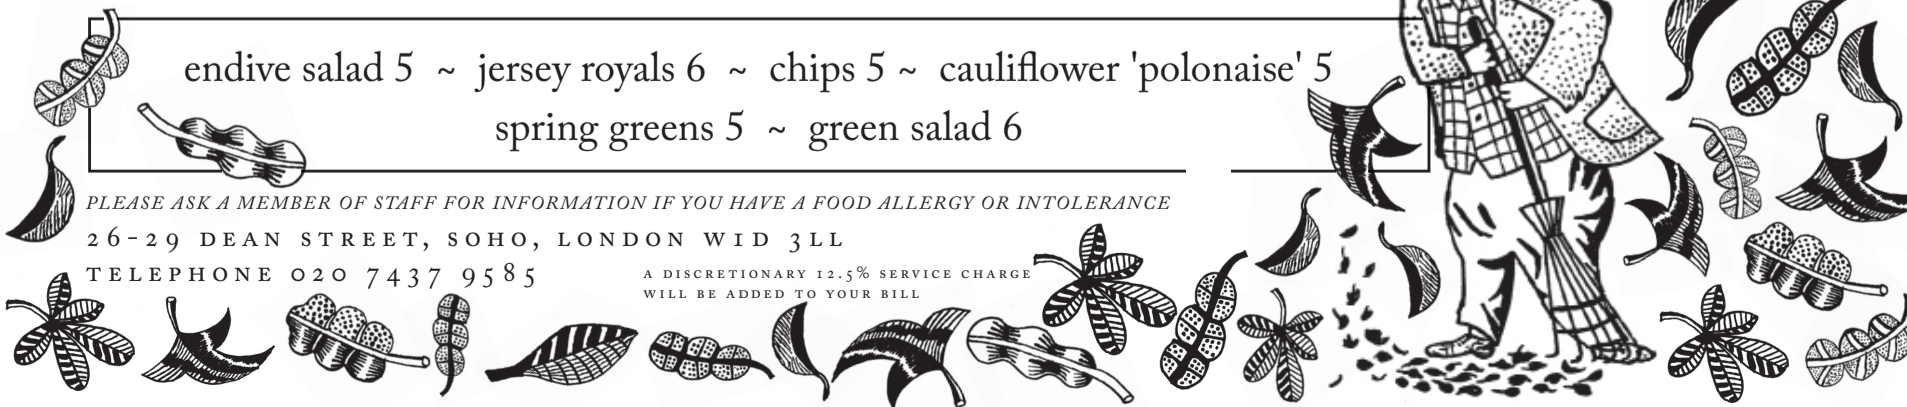 endive salad 5 ~ jersey royals 6 ~ chips 5 ~ cauliflower 'polonaise' 5
spring greens 5 ~ green salad 6
PLEASE ASK A MEMBER OF STAFF FOR INFORMATION IF YOU HAVE A FOOD ALLERGY OR INTOLERANCE
26-29 DEAN STREET, SOHO, LONDON W1D 3LL
TELEPHONE 020 7437 9585
A DISCRETIONARY 12.5% SERVICE CHARGE
WILL BE ADDED TO YOUR BILL